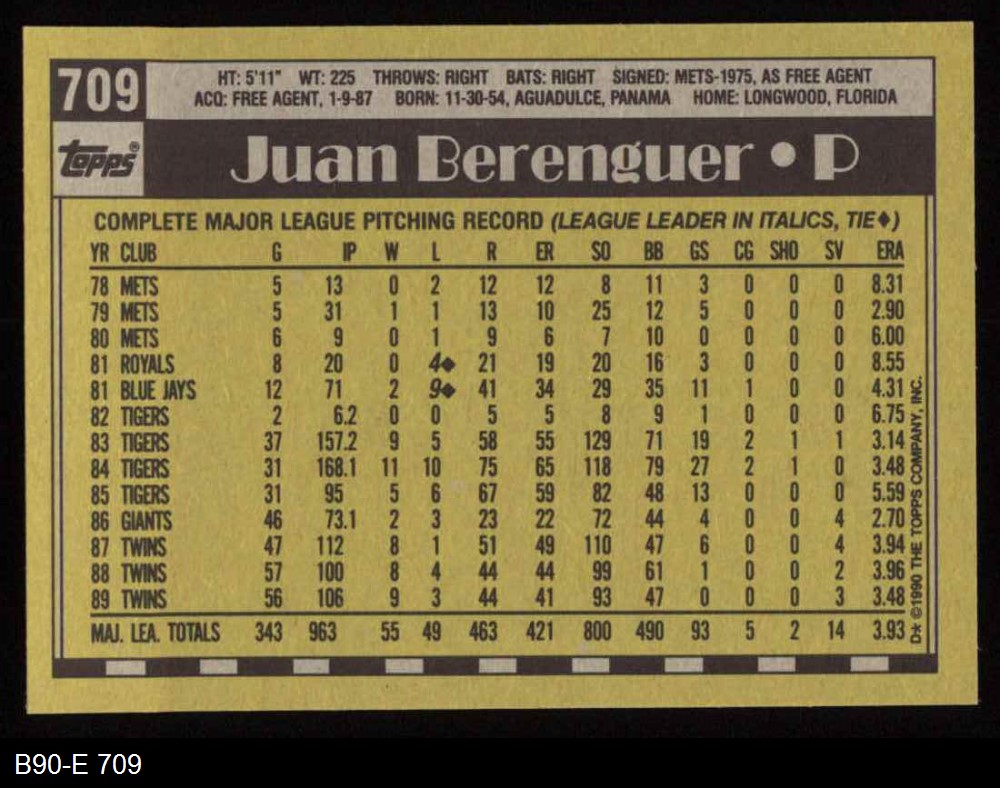 709
HT: 5'11" WT: 225 THROWS: RIGHT BATS: RIGHT SIGNED: METS-1975, AS FREE AGENT
ACQ: FREE AGENT, 1-9-87 BORN: 11-30-54, AGUADULCE, PANAMA HOME: LONGWOOD, FLORIDA
topps®
Juan Berenguer • P
COMPLETE MAJOR LEAGUE PITCHING RECORD (LEAGUE LEADER IN ITALICS, TIE♦)
YR CLUB G IP W L R ER SO BB GS CG SHO SV ERA
78 METS 5 13 0 2 12 12 8 11 3 0 0 0 8.31
79 METS 5 31 1 1 13 10 25 12 5 0 0 0 2.90
80 METS 6 9 0 1 9 6 7 10 0 0 0 0 6.00
81 ROYALS 8 20 0 4♦ 21 19 20 16 3 0 0 0 8.55
81 BLUE JAYS 12 71 2 9♦ 41 34 29 35 11 1 0 0 4.31
82 TIGERS 2 6.2 0 0 5 5 8 9 1 0 0 0 6.75
83 TIGERS 37 157.2 9 5 58 55 129 71 19 2 1 1 3.14
84 TIGERS 31 168.1 11 10 75 65 118 79 27 2 1 0 3.48
85 TIGERS 31 95 5 6 67 59 82 48 13 0 0 0 5.59
86 GIANTS 46 73.1 2 3 23 22 72 44 4 0 0 4 2.70
87 TWINS 47 112 8 1 51 49 110 47 6 0 0 4 3.94
88 TWINS 57 100 8 4 44 44 99 61 1 0 0 2 3.96
89 TWINS 56 106 9 3 44 41 93 47 0 0 0 3 3.48
MAJ. LEA. TOTALS 343 963 55 49 463 421 800 490 93 5 2 14 3.93
D* ©1990 THE TOPPS COMPANY, INC.
B90-E 709